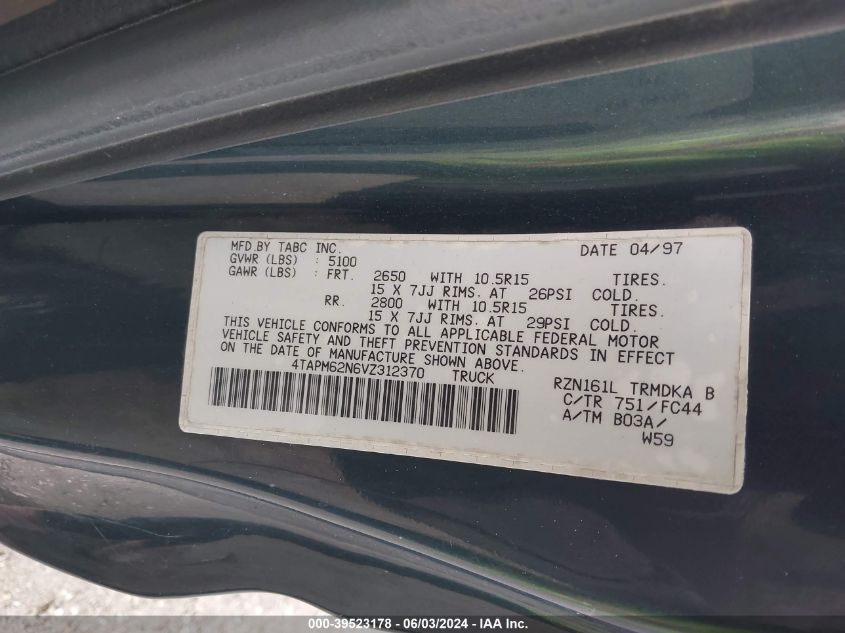 MFD.BY TABC INC. DATE 04/97
GVWR (LBS) : 5100
GAWR (LBS) : FRT. 2650 WITH 10.5R15 TIRES.
15 X 7JJ RIMS. AT 26PSI COLD.
RR. 2800 WITH 10.5R15 TIRES.
15 X 7JJ RIMS. AT 29PSI COLD.
THIS VEHICLE CONFORMS TO ALL APPLICABLE FEDERAL MOTOR
VEHICLE SAFETY AND THEFT PREVENTION STANDARDS IN EFFECT
ON THE DATE OF MANUFACTURE SHOWN ABOVE.
4TAPM62N6VZ312370 TRUCK
RZN161L TRMDKA B
C/TR 751/FC44
A/TM B03A/
W59
000-39523178 - 06/03/2024 - IAAI Inc.